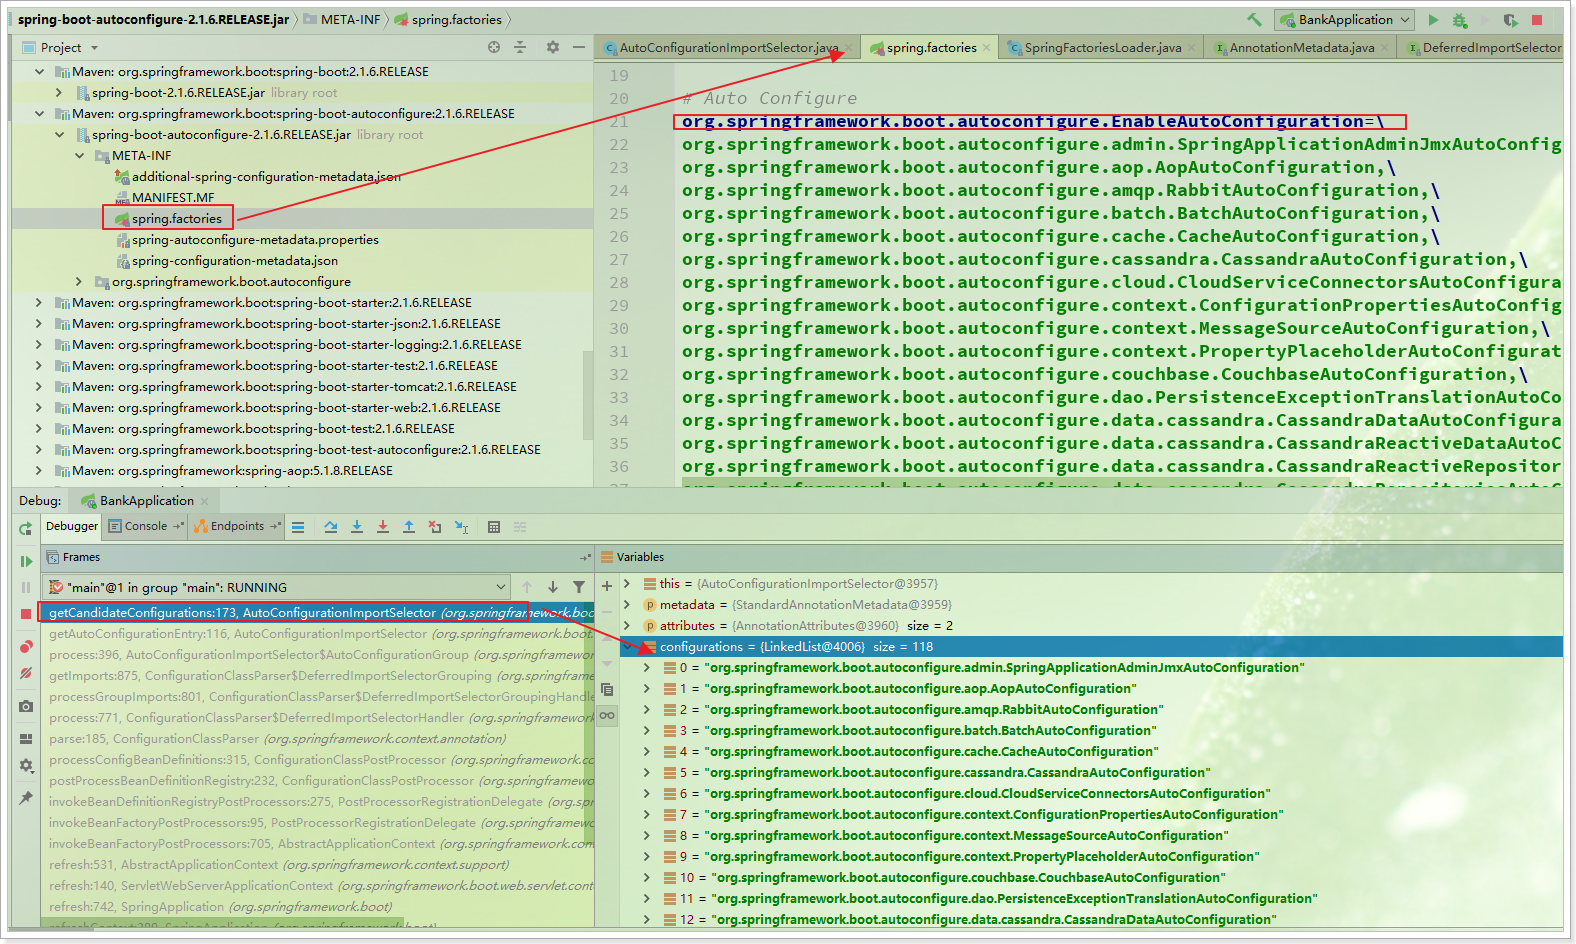 spring-boot-autoconfigure-2.1.6.RELEASE.jar META-INF spring.factories BankApplication
Project
AutoConfigurationImportSelector.java spring.factories SpringFactoriesLoader.java AnnotationMetadata.java DeferredImportSelector
Maven: org.springframework.boot:spring-boot:2.1.6.RELEASE
spring-boot-2.1.6.RELEASE.jar library root
Maven: org.springframework.boot:spring-boot-autoconfigure:2.1.6.RELEASE
spring-boot-autoconfigure-2.1.6.RELEASE.jar library root
META-INF
additional-spring-configuration-metadata.json
MANIFEST.MF
spring.factories
spring-autoconfigure-metadata.properties
spring-configuration-metadata.json
org.springframework.boot.autoconfigure
Maven: org.springframework.boot:spring-boot-starter:2.1.6.RELEASE
Maven: org.springframework.boot:spring-boot-starter-json:2.1.6.RELEASE
Maven: org.springframework.boot:spring-boot-starter-logging:2.1.6.RELEASE
Maven: org.springframework.boot:spring-boot-starter-test:2.1.6.RELEASE
Maven: org.springframework.boot:spring-boot-starter-tomcat:2.1.6.RELEASE
Maven: org.springframework.boot:spring-boot-starter-web:2.1.6.RELEASE
Maven: org.springframework.boot:spring-boot-test:2.1.6.RELEASE
Maven: org.springframework.boot:spring-boot-test-autoconfigure:2.1.6.RELEASE
Maven: org.springframework:spring-aop:5.1.8.RELEASE
19
20 # Auto Configure
21 org.springframework.boot.autoconfigure.EnableAutoConfiguration=\
22 org.springframework.boot.autoconfigure.admin.SpringApplicationAdminJmxAutoConfig
23 org.springframework.boot.autoconfigure.aop.AopAutoConfiguration,\
24 org.springframework.boot.autoconfigure.amqp.RabbitAutoConfiguration,\
25 org.springframework.boot.autoconfigure.batch.BatchAutoConfiguration,\
26 org.springframework.boot.autoconfigure.cache.CacheAutoConfiguration,\
27 org.springframework.boot.autoconfigure.cassandra.CassandraAutoConfiguration,\
28 org.springframework.boot.autoconfigure.cloud.CloudServiceConnectorsAutoConfigura
29 org.springframework.boot.autoconfigure.context.ConfigurationPropertiesAutoConfig
30 org.springframework.boot.autoconfigure.context.MessageSourceAutoConfiguration,\
31 org.springframework.boot.autoconfigure.context.PropertyPlaceholderAutoConfigurat
32 org.springframework.boot.autoconfigure.couchbase.CouchbaseAutoConfiguration,\
33 org.springframework.boot.autoconfigure.dao.PersistenceExceptionTranslationAutoCo
34 org.springframework.boot.autoconfigure.data.cassandra.CassandraDataAutoConfigura
35 org.springframework.boot.autoconfigure.data.cassandra.CassandraReactiveDataAutoC
36 org.springframework.boot.autoconfigure.data.cassandra.CassandraReactiveRepositor
Debug: BankApplication
Debugger Console Endpoints
Frames
"main"@1 in group "main": RUNNING
getCandidateConfigurations:173, AutoConfigurationImportSelector (org.springframework.boo
getAutoConfigurationEntry:116, AutoConfigurationImportSelector (org.springframework.boot.
process:396, AutoConfigurationImportSelector$AutoConfigurationGroup (org.springframewo
getImports:875, ConfigurationClassParser$DeferredImportSelectorGrouping (org.springfram
processGroupImports:801, ConfigurationClassParser$DeferredImportSelectorGroupingHandler
process:771, ConfigurationClassParser$DeferredImportSelectorHandler (org.springframework.
parse:185, ConfigurationClassParser (org.springframework.context.annotation)
processConfigBeanDefinitions:315, ConfigurationClassPostProcessor (org.springframework.co
postProcessBeanDefinitionRegistry:232, ConfigurationClassPostProcessor (org.springframewo
invokeBeanDefinitionRegistryPostProcessors:275, PostProcessorRegistrationDelegate (org.spr
invokeBeanFactoryPostProcessors:95, PostProcessorRegistrationDelegate (org.springframewo
invokeBeanFactoryPostProcessors:705, AbstractApplicationContext (org.springframework.con
refresh:531, AbstractApplicationContext (org.springframework.context.support)
refresh:140, ServletWebServerApplicationContext (org.springframework.boot.web.servlet.cont
refresh:742, SpringApplication (org.springframework.boot)
Variables
this = {AutoConfigurationImportSelector@3957}
metadata = {StandardAnnotationMetadata@3959}
attributes = {AnnotationAttributes@3960} size = 2
configurations = {LinkedList@4006} size = 118
0 = "org.springframework.boot.autoconfigure.admin.SpringApplicationAdminJmxAutoConfiguration"
1 = "org.springframework.boot.autoconfigure.aop.AopAutoConfiguration"
2 = "org.springframework.boot.autoconfigure.amqp.RabbitAutoConfiguration"
3 = "org.springframework.boot.autoconfigure.batch.BatchAutoConfiguration"
4 = "org.springframework.boot.autoconfigure.cache.CacheAutoConfiguration"
5 = "org.springframework.boot.autoconfigure.cassandra.CassandraAutoConfiguration"
6 = "org.springframework.boot.autoconfigure.cloud.CloudServiceConnectorsAutoConfiguration"
7 = "org.springframework.boot.autoconfigure.context.ConfigurationPropertiesAutoConfiguration"
8 = "org.springframework.boot.autoconfigure.context.MessageSourceAutoConfiguration"
9 = "org.springframework.boot.autoconfigure.context.PropertyPlaceholderAutoConfiguration"
10 = "org.springframework.boot.autoconfigure.couchbase.CouchbaseAutoConfiguration"
11 = "org.springframework.boot.autoconfigure.dao.PersistenceExceptionTranslationAutoConfiguration"
12 = "org.springframework.boot.autoconfigure.data.cassandra.CassandraDataAutoConfiguration"